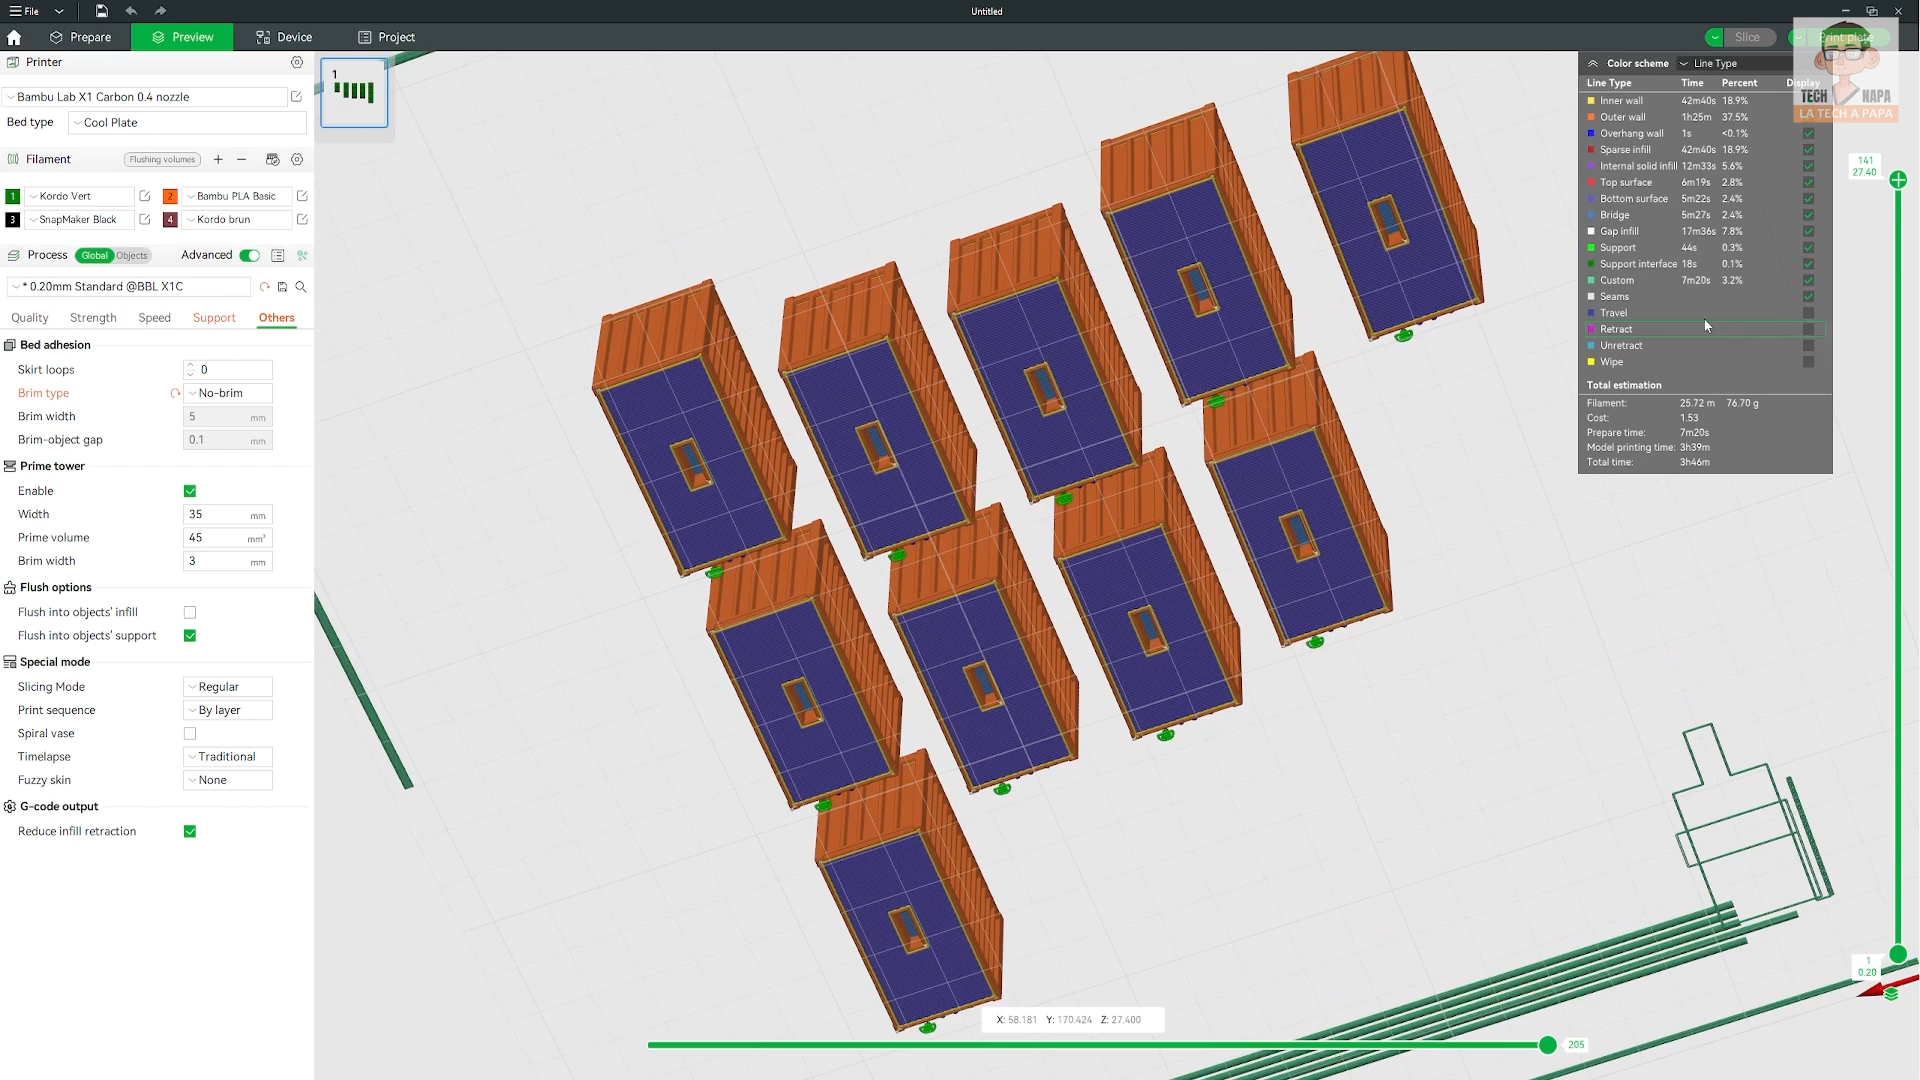 File
Untitled
Prepare
Preview
Device
Project
Slice
Print plate
Printer
Bambu Lab X1 Carbon 0.4 nozzle
Bed type
Cool Plate
Filament
Flushing volumes
1 Kordo Vert
2 Bambu PLA Basic
3 SnapMaker Black
4 Kordo brun
Process Global Objects Advanced
* 0.20mm Standard @BBL X1C
Quality Strength Speed Support Others
Bed adhesion
Skirt loops 0
Brim type No-brim
Brim width 5 mm
Brim-object gap 0.1 mm
Prime tower
Enable
Width 35 mm
Prime volume 45 mm³
Brim width 3 mm
Flush options
Flush into objects' infill
Flush into objects' support
Special mode
Slicing Mode Regular
Print sequence By layer
Spiral vase
Timelapse Traditional
Fuzzy skin None
G-code output
Reduce infill retraction
1
Color scheme Line Type
Line Type Time Percent Display
Inner wall 42m40s 18.9%
Outer wall 1h25m 37.5%
Overhang wall 1s <0.1%
Sparse infill 42m40s 18.9%
Internal solid infill 12m33s 5.6%
Top surface 6m19s 2.8%
Bottom surface 5m22s 2.4%
Bridge 5m27s 2.4%
Gap infill 17m36s 7.8%
Support 44s 0.3%
Support interface 18s 0.1%
Custom 7m20s 3.2%
Seams
Travel
Retract
Unretract
Wipe
Total estimation
Filament: 25.72 m 76.70 g
Cost: 1.53
Prepare time: 7m20s
Model printing time: 3h39m
Total time: 3h46m
TECH NAPA
LA TECH A PAPA
141
27.40
1
0.20
X: 58.181 Y: 170.424 Z: 27.400
205